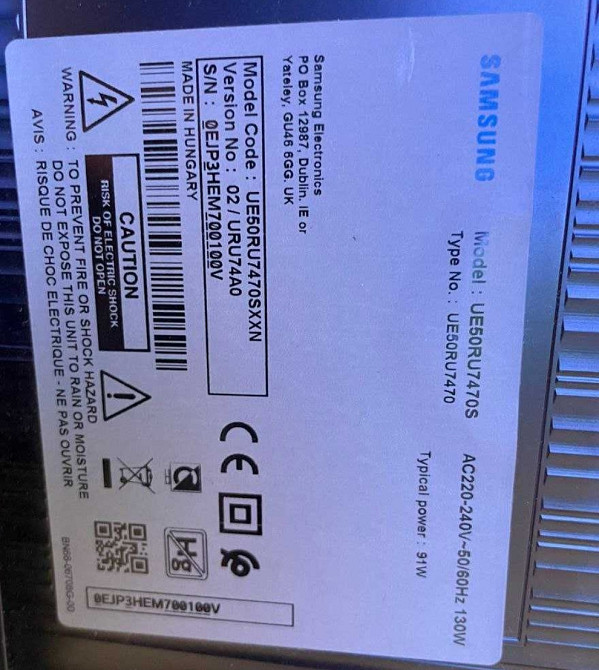 SAMSUNG
Model : UE50RU7470S
Type No. : UE50RU7470
AC220-240V~50/60Hz 130W
Typical power : 91W
Samsung Electronics
PO Box 12987, Dublin, IE or
Yateley, GU46 6GG, UK
Model Code : UE50RU7470SXXN
Version No : 02 / URU74A0
S/N : 0EJP3HEM700100V
MADE IN HUNGARY
CE
Hg
CAUTION
RISK OF ELECTRIC SHOCK
DO NOT OPEN
WARNING : TO PREVENT FIRE OR SHOCK HAZARD
DO NOT EXPOSE THIS UNIT TO RAIN OR MOISTURE
AVIS : RISQUE DE CHOC ELECTRIQUE - NE PAS OUVRIR
0EJP3HEM700100V